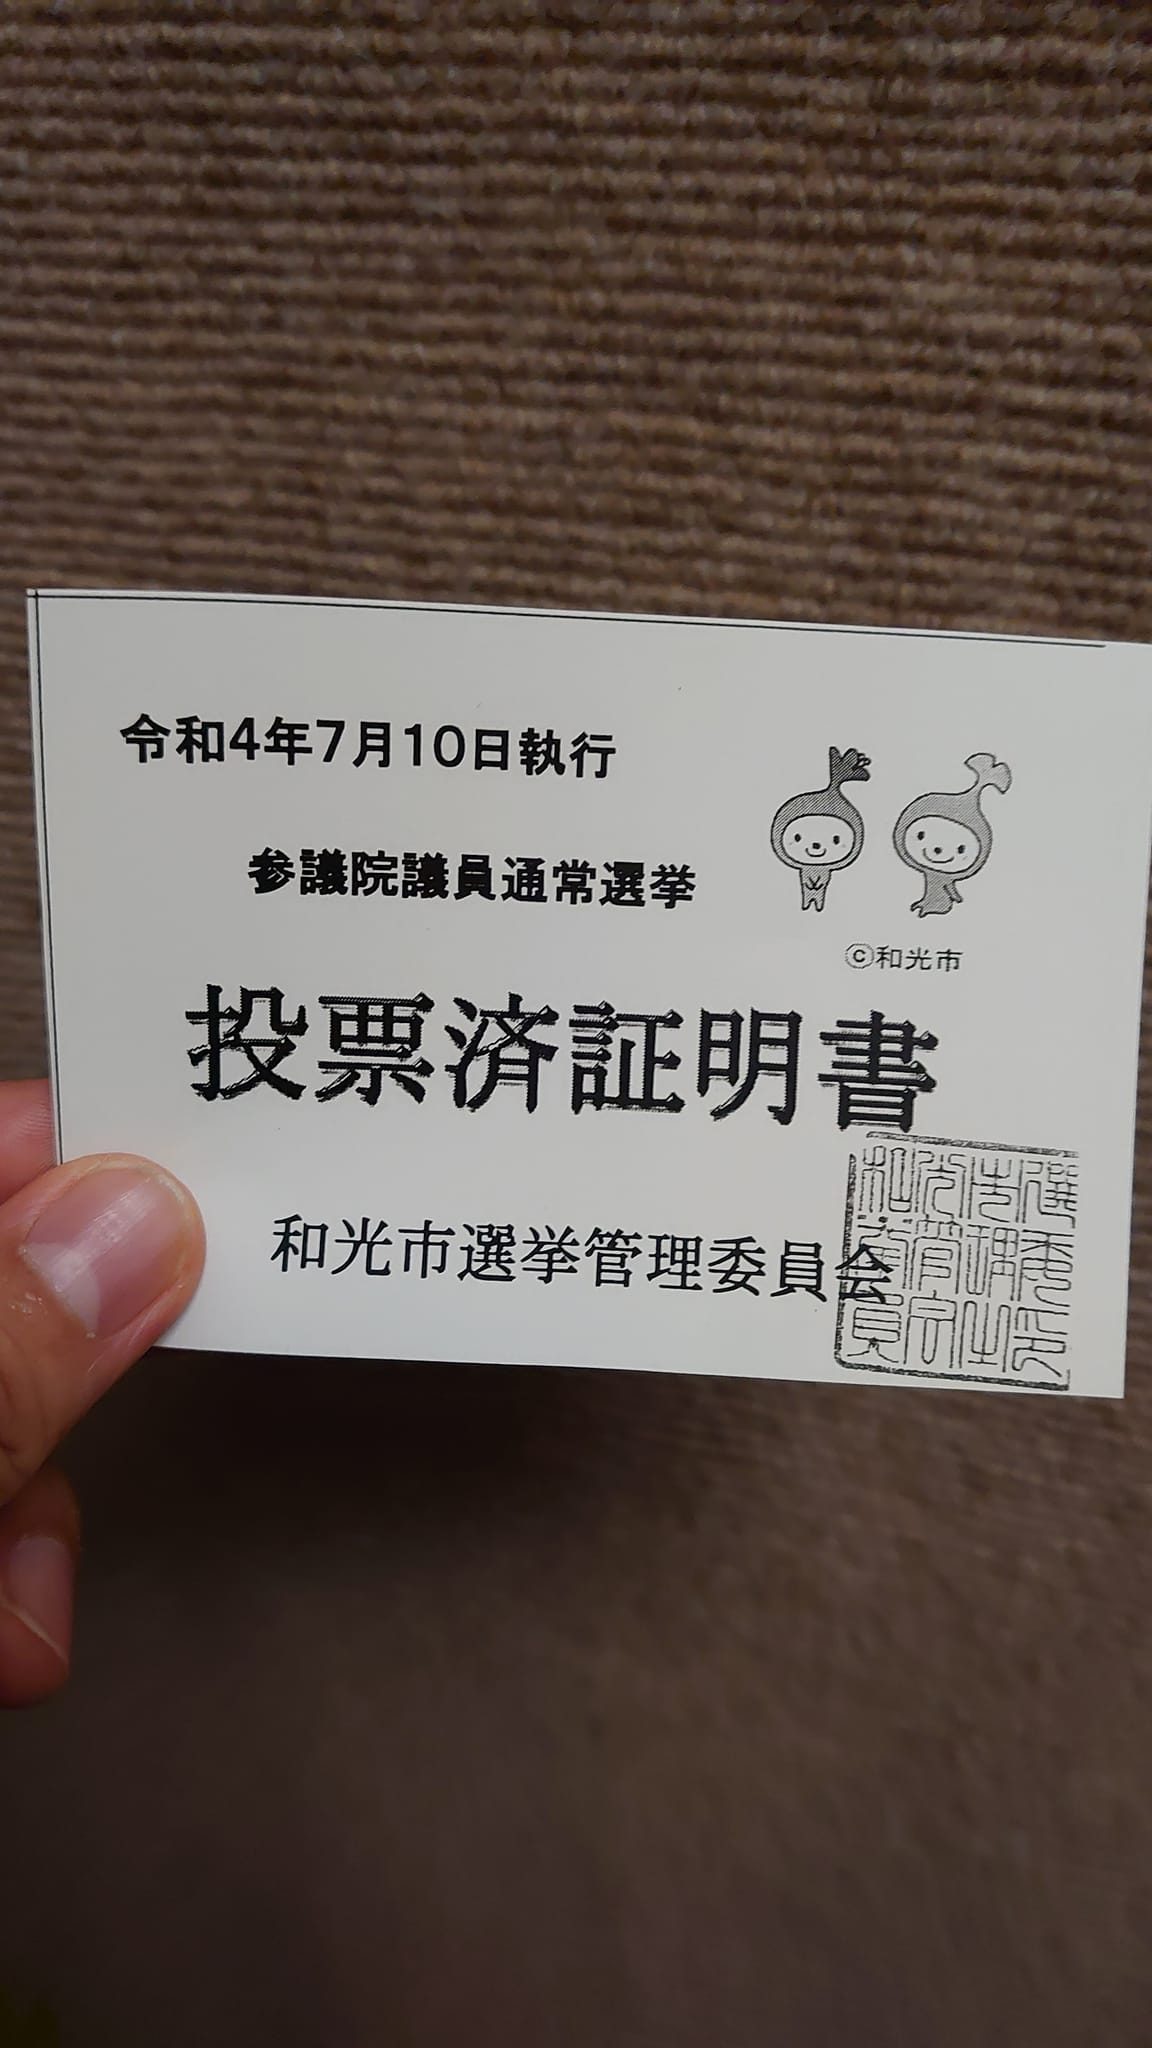 令和4年7月10日執行
参議院議員通常選挙
©和光市
投票済証明書
和光市選挙管理委員会